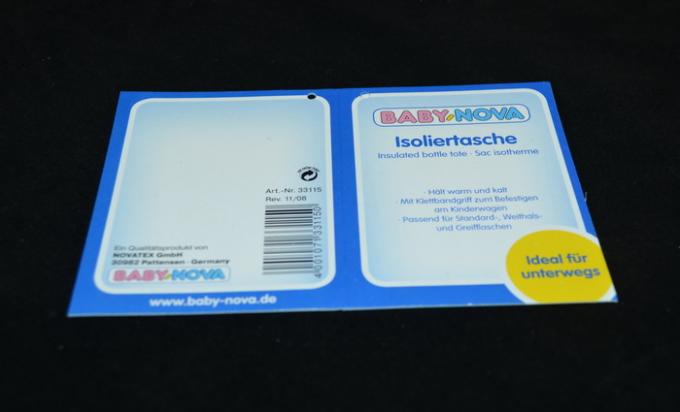 Art.-Nr. 33115
Rev. 11/08
4001079331150
Ein Qualitätsprodukt von
NOVATEX GmbH
30982 Pattensen · Germany
BABY-NOVA
www.baby-nova.de
BABY-NOVA
Isoliertasche
Insulated bottle tote · Sac isotherme
· Hält warm und kalt
· Mit Klettbandgriff zum Befestigen
am Kinderwagen
· Passend für Standard-, Weithals-
und Greifflaschen
Ideal für
unterwegs